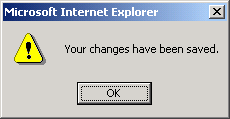 Microsoft Internet Explorer
Your changes have been saved.
OK